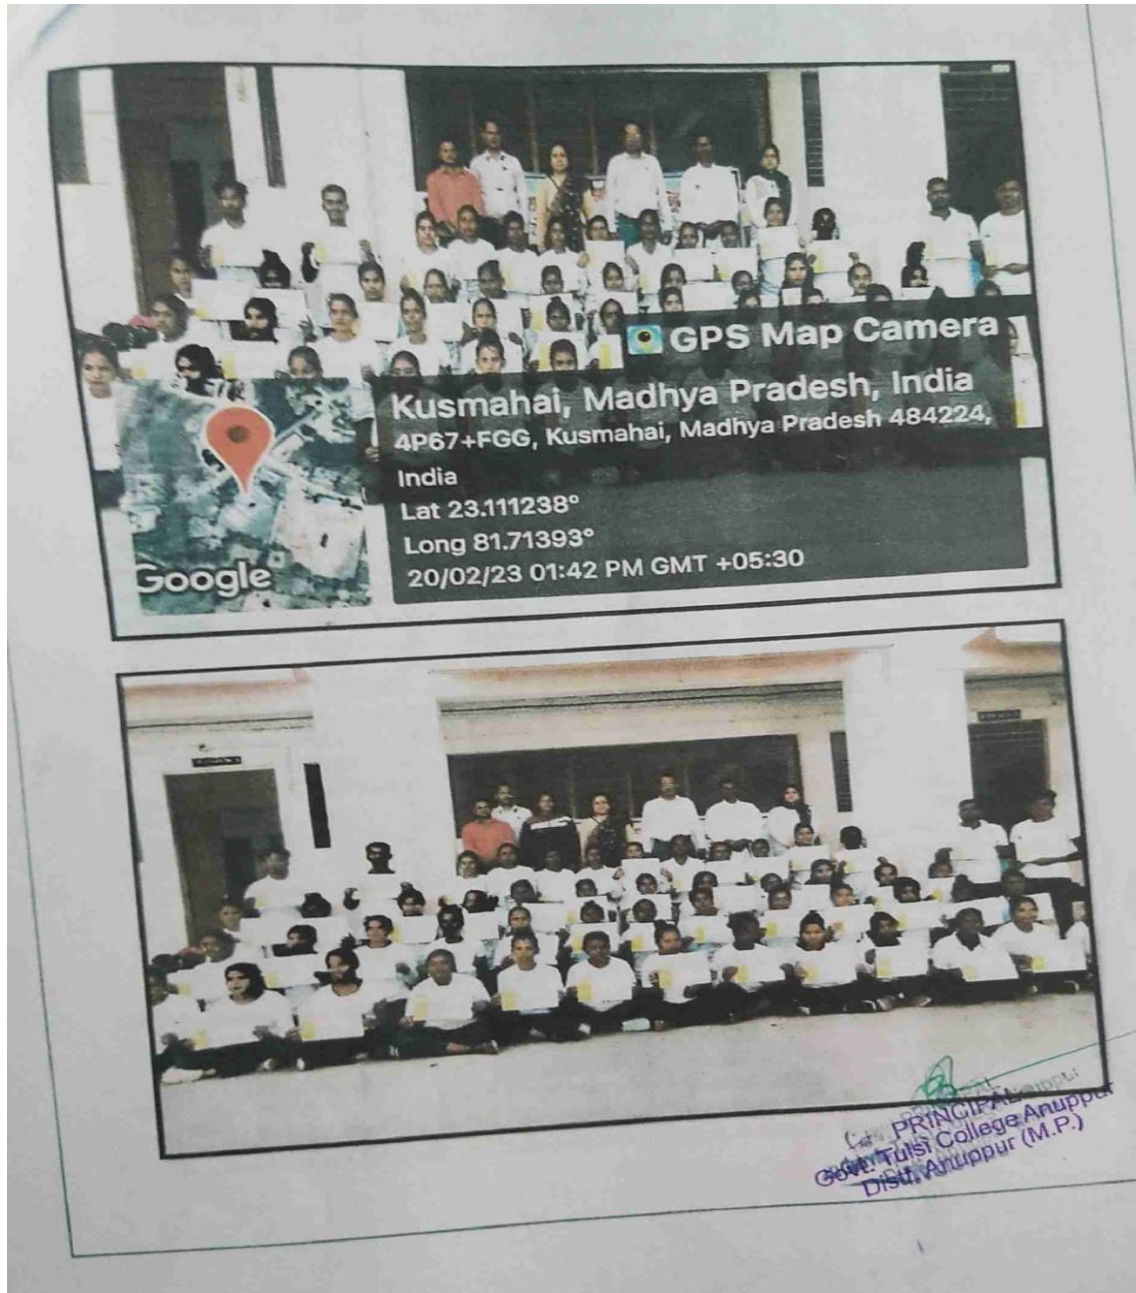 GPS Map Camera
Kusmahai, Madhya Pradesh, India
4P67+FGG, Kusmahai, Madhya Pradesh 484224,
India
Lat 23.111238°
Long 81.71393°
20/02/23 01:42 PM GMT +05:30
Google
PRINCIPAL
Govt. Tulsi College Anuppur
Distt. Anuppur (M.P.)